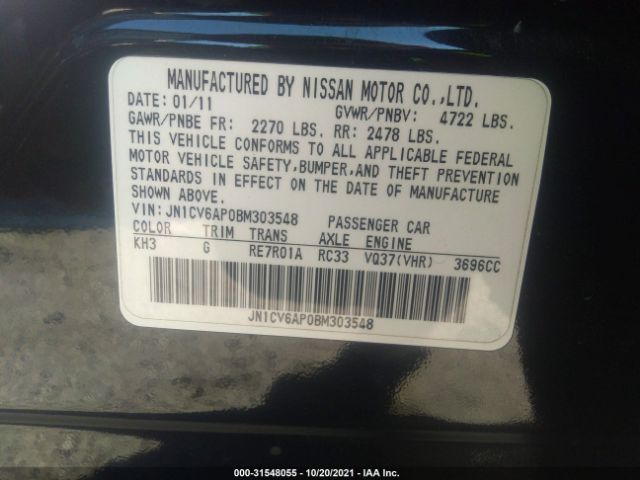 MANUFACTURED BY NISSAN MOTOR CO.,LTD.
DATE: 01/11 GVWR/PNBV: 4722 LBS.
GAWR/PNBE FR: 2270 LBS. RR: 2478 LBS.
THIS VEHICLE CONFORMS TO ALL APPLICABLE FEDERAL
MOTOR VEHICLE SAFETY,BUMPER,AND THEFT PREVENTION
STANDARDS IN EFFECT ON THE DATE OF MANUFACTURE
SHOWN ABOVE.
VIN: JN1CV6AP0BM303548 PASSENGER CAR
COLOR TRIM TRANS AXLE ENGINE
KH3 G RE7R01A RC33 VQ37(VHR) 3696CC
JN1CV6AP0BM303548
000-31548055 - 10/20/2021 - IAA Inc.